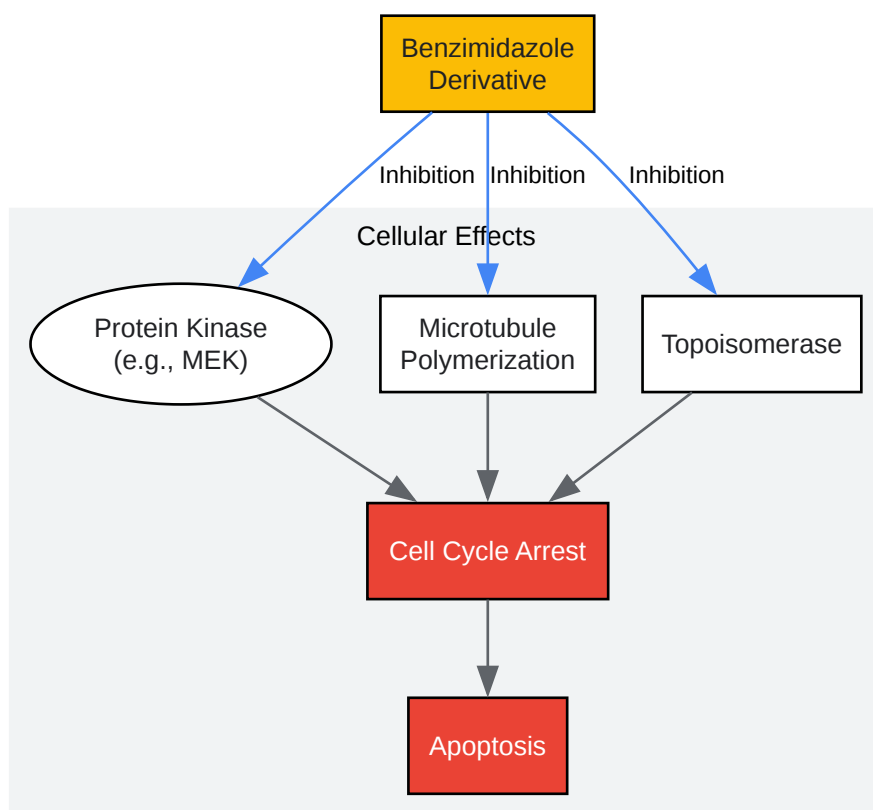 Benzimidazole
Derivative
Inhibition
Inhibition
Inhibition
Cellular Effects
Protein Kinase
(e.g., MEK)
Microtubule
Polymerization
Topoisomerase
Cell Cycle Arrest
Apoptosis